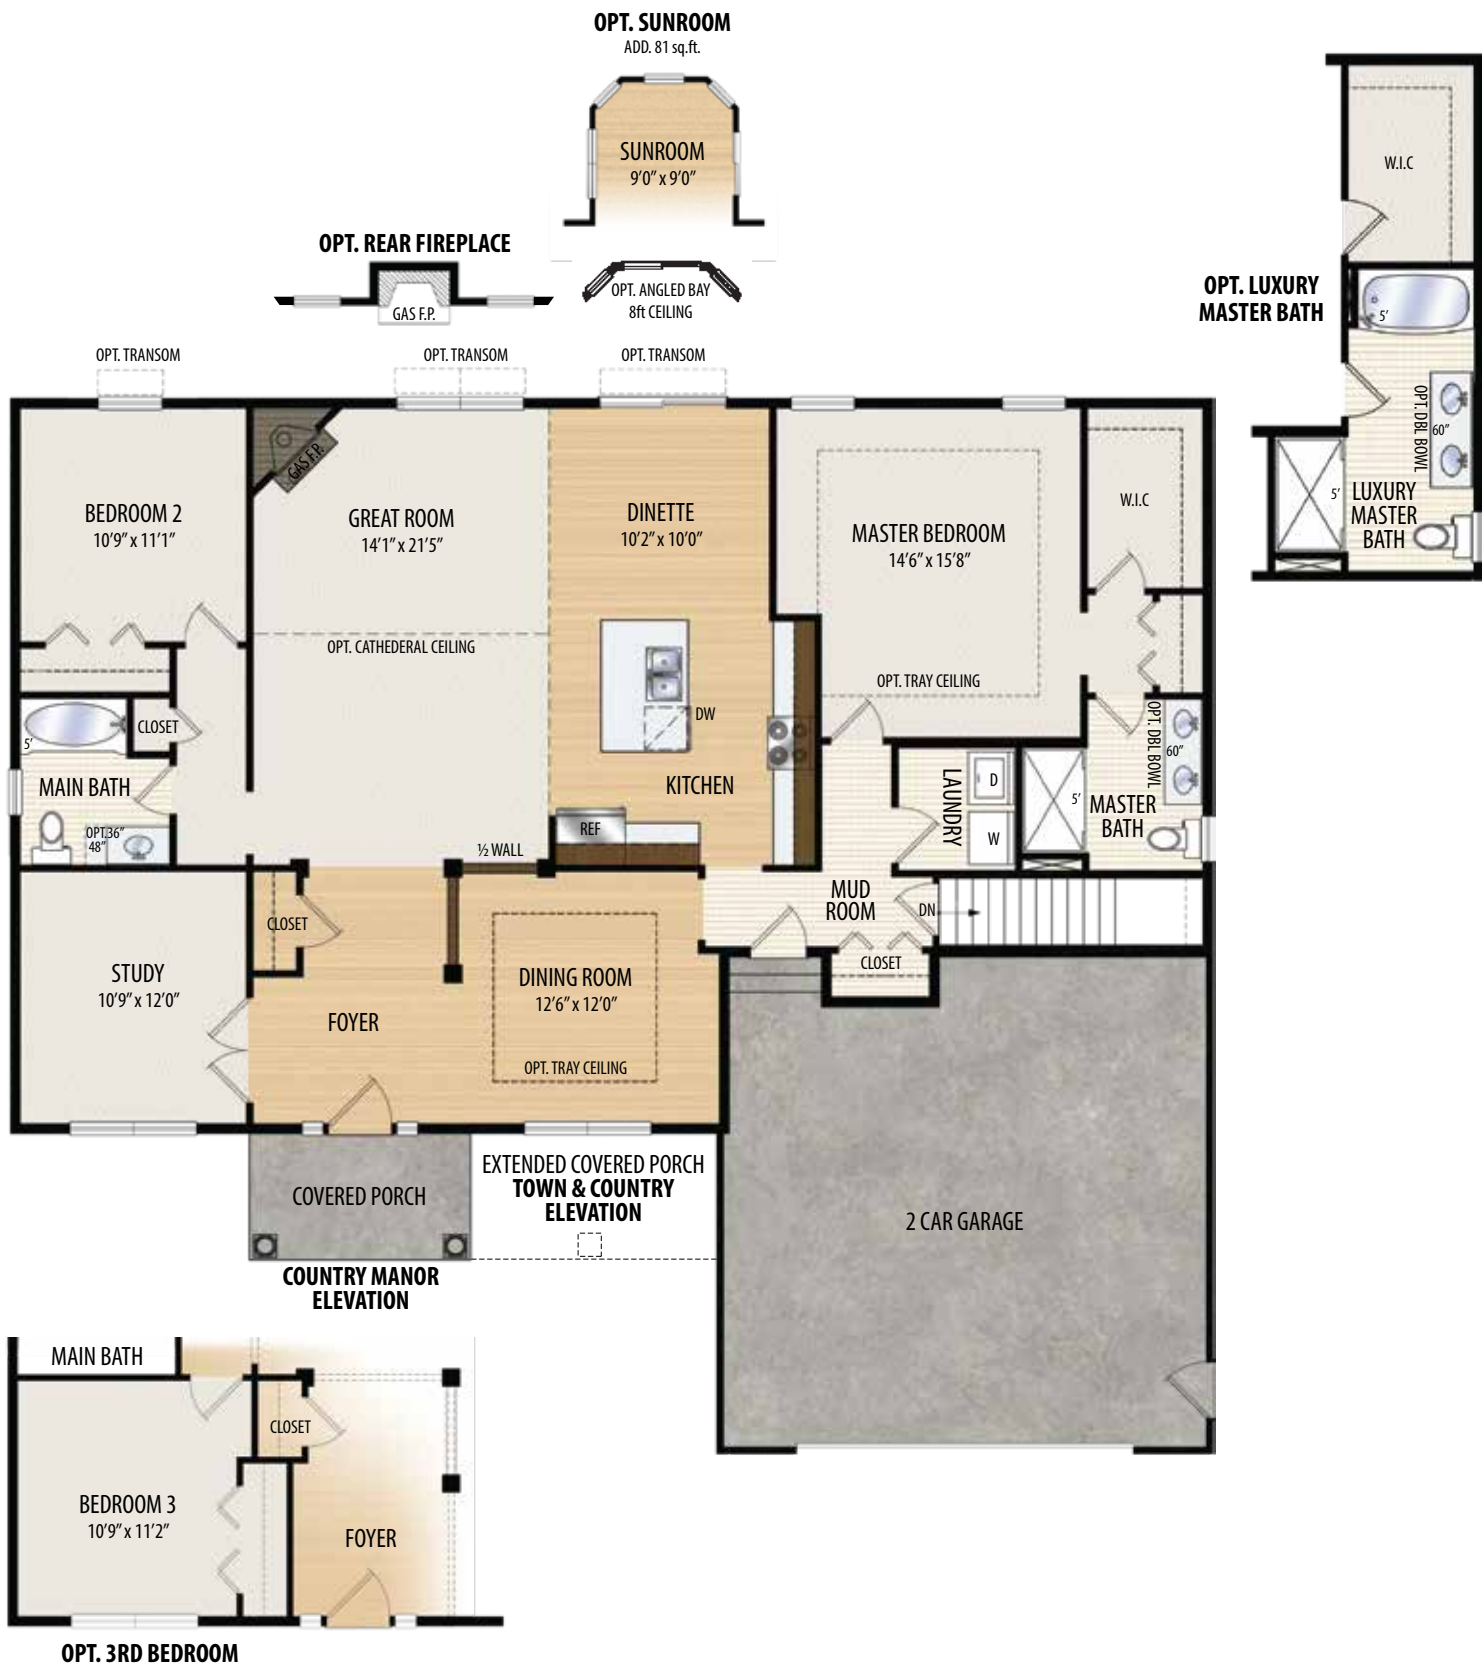 OPT. SUNROOM
ADD. 81 sq.ft.
SUNROOM
9'0" x 9'0"
OPT. REAR FIREPLACE
GAS F.P.
OPT. ANGLED BAY
8ft CEILING
W.I.C
OPT. LUXURY
MASTER BATH
5'
OPT. DBL BOWL
60"
5'
LUXURY
MASTER
BATH
OPT. TRANSOM
OPT. TRANSOM
OPT. TRANSOM
BEDROOM 2
10'9" x 11'1"
GAS F.P.
GREAT ROOM
14'1" x 21'5"
OPT. CATHEDERAL CEILING
DINETTE
10'2" x 10'0"
MASTER BEDROOM
14'6" x 15'8"
OPT. TRAY CEILING
W.I.C
CLOSET
5'
MAIN BATH
OPT.36"
48"
DW
KITCHEN
REF
½ WALL
LAUNDRY
D
W
5'
OPT. DBL BOWL
60"
MASTER
BATH
MUD
ROOM
DN
CLOSET
CLOSET
STUDY
10'9" x 12'0"
FOYER
DINING ROOM
12'6" x 12'0"
OPT. TRAY CEILING
COVERED PORCH
EXTENDED COVERED PORCH
TOWN & COUNTRY
ELEVATION
2 CAR GARAGE
COUNTRY MANOR
ELEVATION
MAIN BATH
CLOSET
BEDROOM 3
10'9" x 11'2"
FOYER
OPT. 3RD BEDROOM